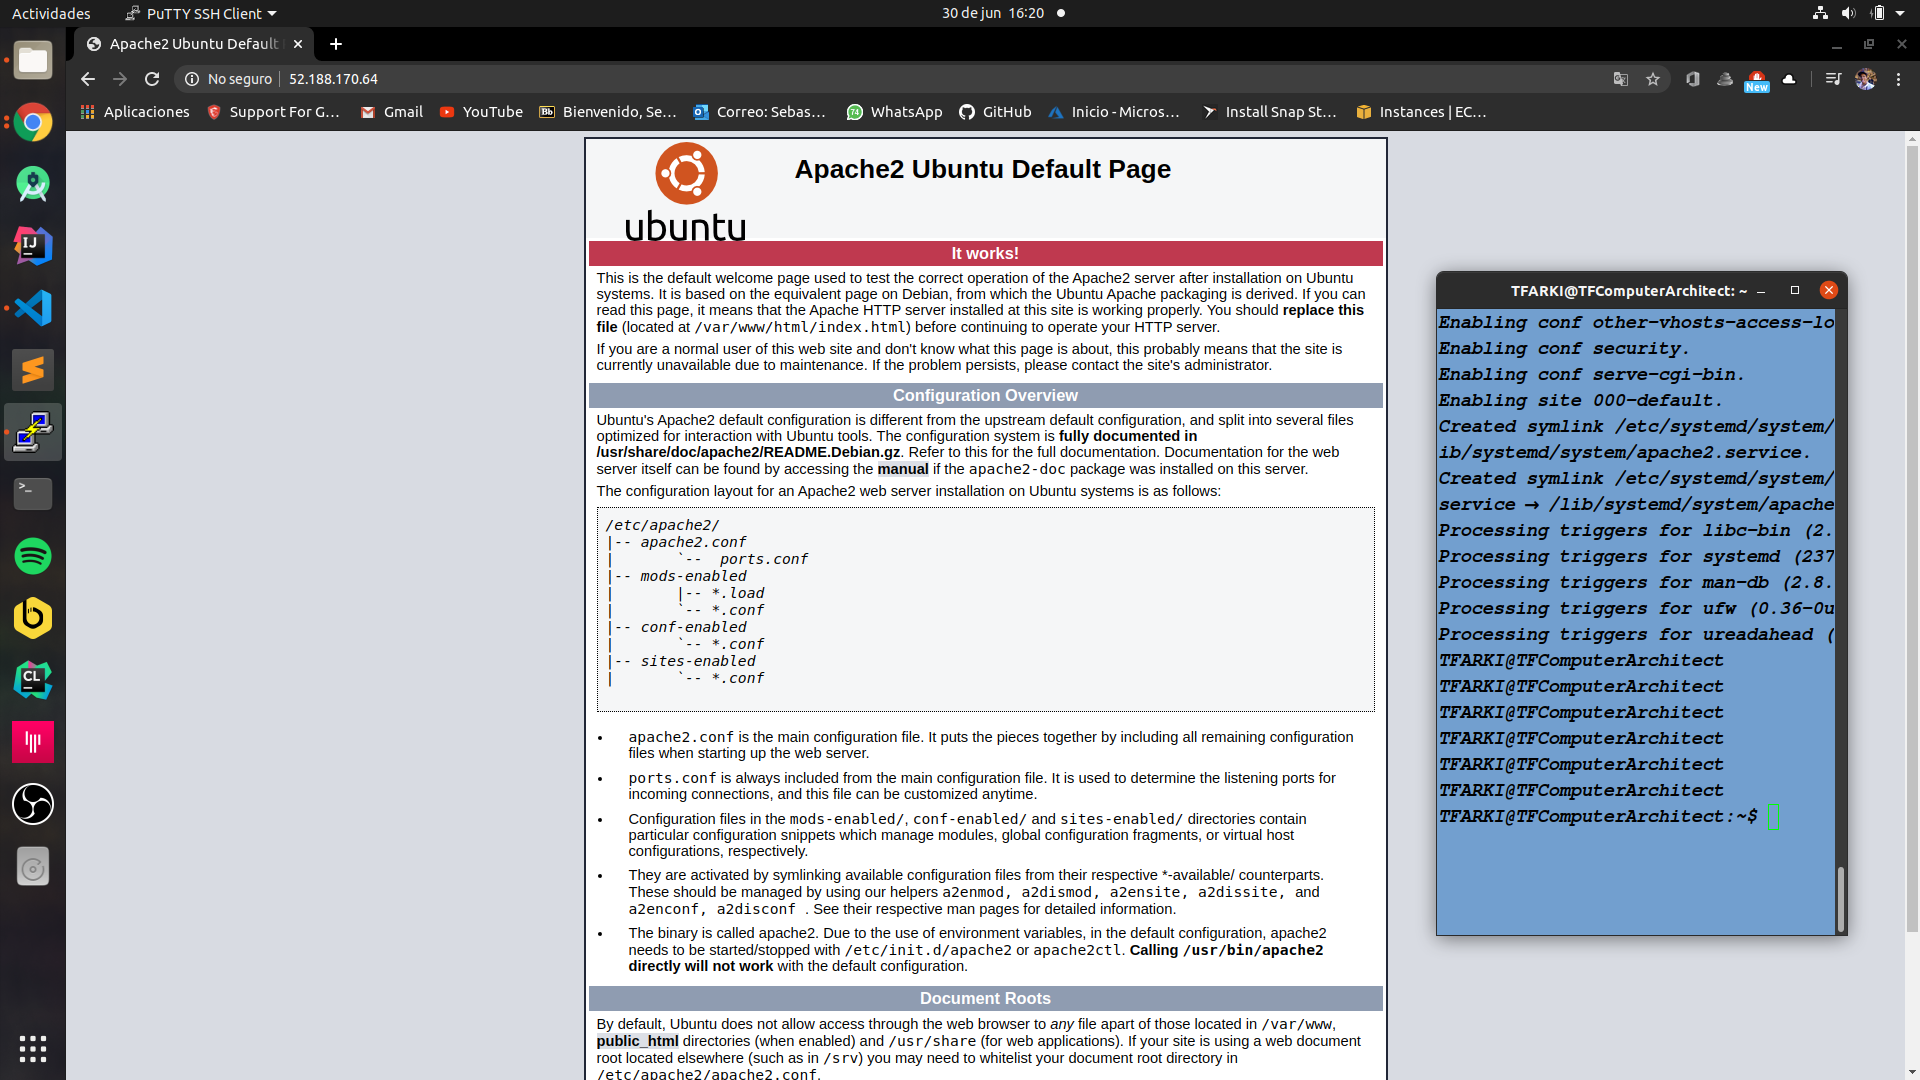 Actividades
PuTTY SSH Client
30 de jun 16:20
Apache2 Ubuntu Default
No seguro
52.188.170.64
New
Aplicaciones
Support For G…
Gmail
YouTube
Bb
Bienvenido, Se…
Correo: Sebas…
74
WhatsApp
GitHub
Inicio - Micros…
Install Snap St…
Instances | EC…
ubuntu
Apache2 Ubuntu Default Page
It works!
This is the default welcome page used to test the correct operation of the Apache2 server after installation on Ubuntu
systems. It is based on the equivalent page on Debian, from which the Ubuntu Apache packaging is derived. If you can
read this page, it means that the Apache HTTP server installed at this site is working properly. You should replace this
file (located at /var/www/html/index.html) before continuing to operate your HTTP server.
If you are a normal user of this web site and don't know what this page is about, this probably means that the site is
currently unavailable due to maintenance. If the problem persists, please contact the site's administrator.
Configuration Overview
Ubuntu's Apache2 default configuration is different from the upstream default configuration, and split into several files
optimized for interaction with Ubuntu tools. The configuration system is fully documented in
/usr/share/doc/apache2/README.Debian.gz. Refer to this for the full documentation. Documentation for the web
server itself can be found by accessing the manual if the apache2-doc package was installed on this server.
The configuration layout for an Apache2 web server installation on Ubuntu systems is as follows:
/etc/apache2/
|-- apache2.conf
|       `--  ports.conf
|-- mods-enabled
|       |-- *.load
|       `-- *.conf
|-- conf-enabled
|       `-- *.conf
|-- sites-enabled
|       `-- *.conf
• apache2.conf is the main configuration file. It puts the pieces together by including all remaining configuration
files when starting up the web server.
• ports.conf is always included from the main configuration file. It is used to determine the listening ports for
incoming connections, and this file can be customized anytime.
• Configuration files in the mods-enabled/, conf-enabled/ and sites-enabled/ directories contain
particular configuration snippets which manage modules, global configuration fragments, or virtual host
configurations, respectively.
• They are activated by symlinking available configuration files from their respective *-available/ counterparts.
These should be managed by using our helpers a2enmod, a2dismod, a2ensite, a2dissite, and
a2enconf, a2disconf . See their respective man pages for detailed information.
• The binary is called apache2. Due to the use of environment variables, in the default configuration, apache2
needs to be started/stopped with /etc/init.d/apache2 or apache2ctl. Calling /usr/bin/apache2
directly will not work with the default configuration.
Document Roots
By default, Ubuntu does not allow access through the web browser to any file apart of those located in /var/www,
public_html directories (when enabled) and /usr/share (for web applications). If your site is using a web document
root located elsewhere (such as in /srv) you may need to whitelist your document root directory in
/etc/apache2/apache2.conf.
TFARKI@TFComputerArchitect: ~
Enabling conf other-vhosts-access-lo
Enabling conf security.
Enabling conf serve-cgi-bin.
Enabling site 000-default.
Created symlink /etc/systemd/system/
ib/systemd/system/apache2.service.
Created symlink /etc/systemd/system/
service → /lib/systemd/system/apache
Processing triggers for libc-bin (2.
Processing triggers for systemd (237
Processing triggers for man-db (2.8.
Processing triggers for ufw (0.36-0u
Processing triggers for ureadahead (
TFARKI@TFComputerArchitect
TFARKI@TFComputerArchitect
TFARKI@TFComputerArchitect
TFARKI@TFComputerArchitect
TFARKI@TFComputerArchitect
TFARKI@TFComputerArchitect
TFARKI@TFComputerArchitect:~$
IJ
>_
CL